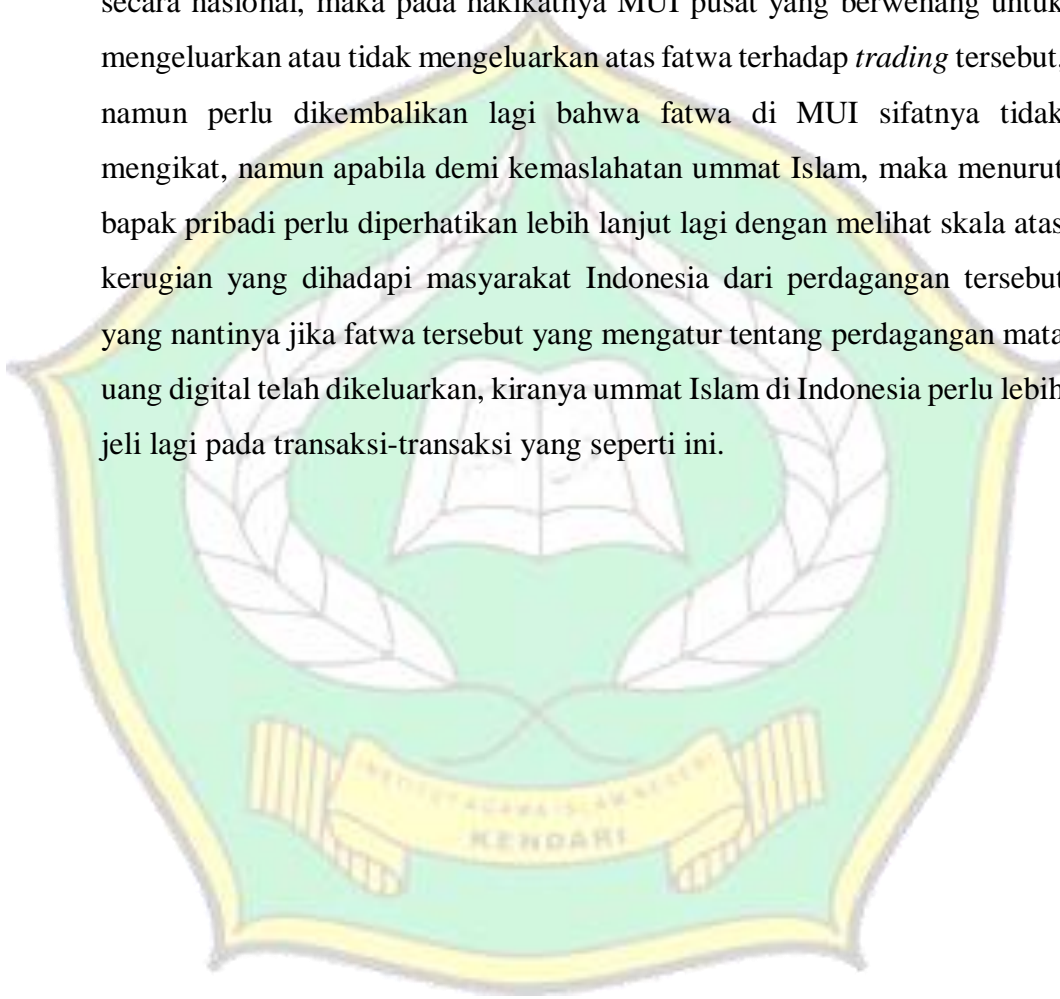 secara nasional, maka pada hakikatnya MUI pusat yang berwenang untuk
mengeluarkan atau tidak mengeluarkan atas fatwa terhadap trading tersebut,
namun perlu dikembalikan lagi bahwa fatwa di MUI sifatnya tidak
mengikat, namun apabila demi kemaslahatan ummat Islam, maka menurut
bapak pribadi perlu diperhatikan lebih lanjut lagi dengan melihat skala atas
kerugian yang dihadapi masyarakat Indonesia dari perdagangan tersebut
yang nantinya jika fatwa tersebut yang mengatur tentang perdagangan mata
uang digital telah dikeluarkan, kiranya ummat Islam di Indonesia perlu lebih
jeli lagi pada transaksi-transaksi yang seperti ini.
INSTITUT AGAMA ISLAM NEGERI
KENDARI